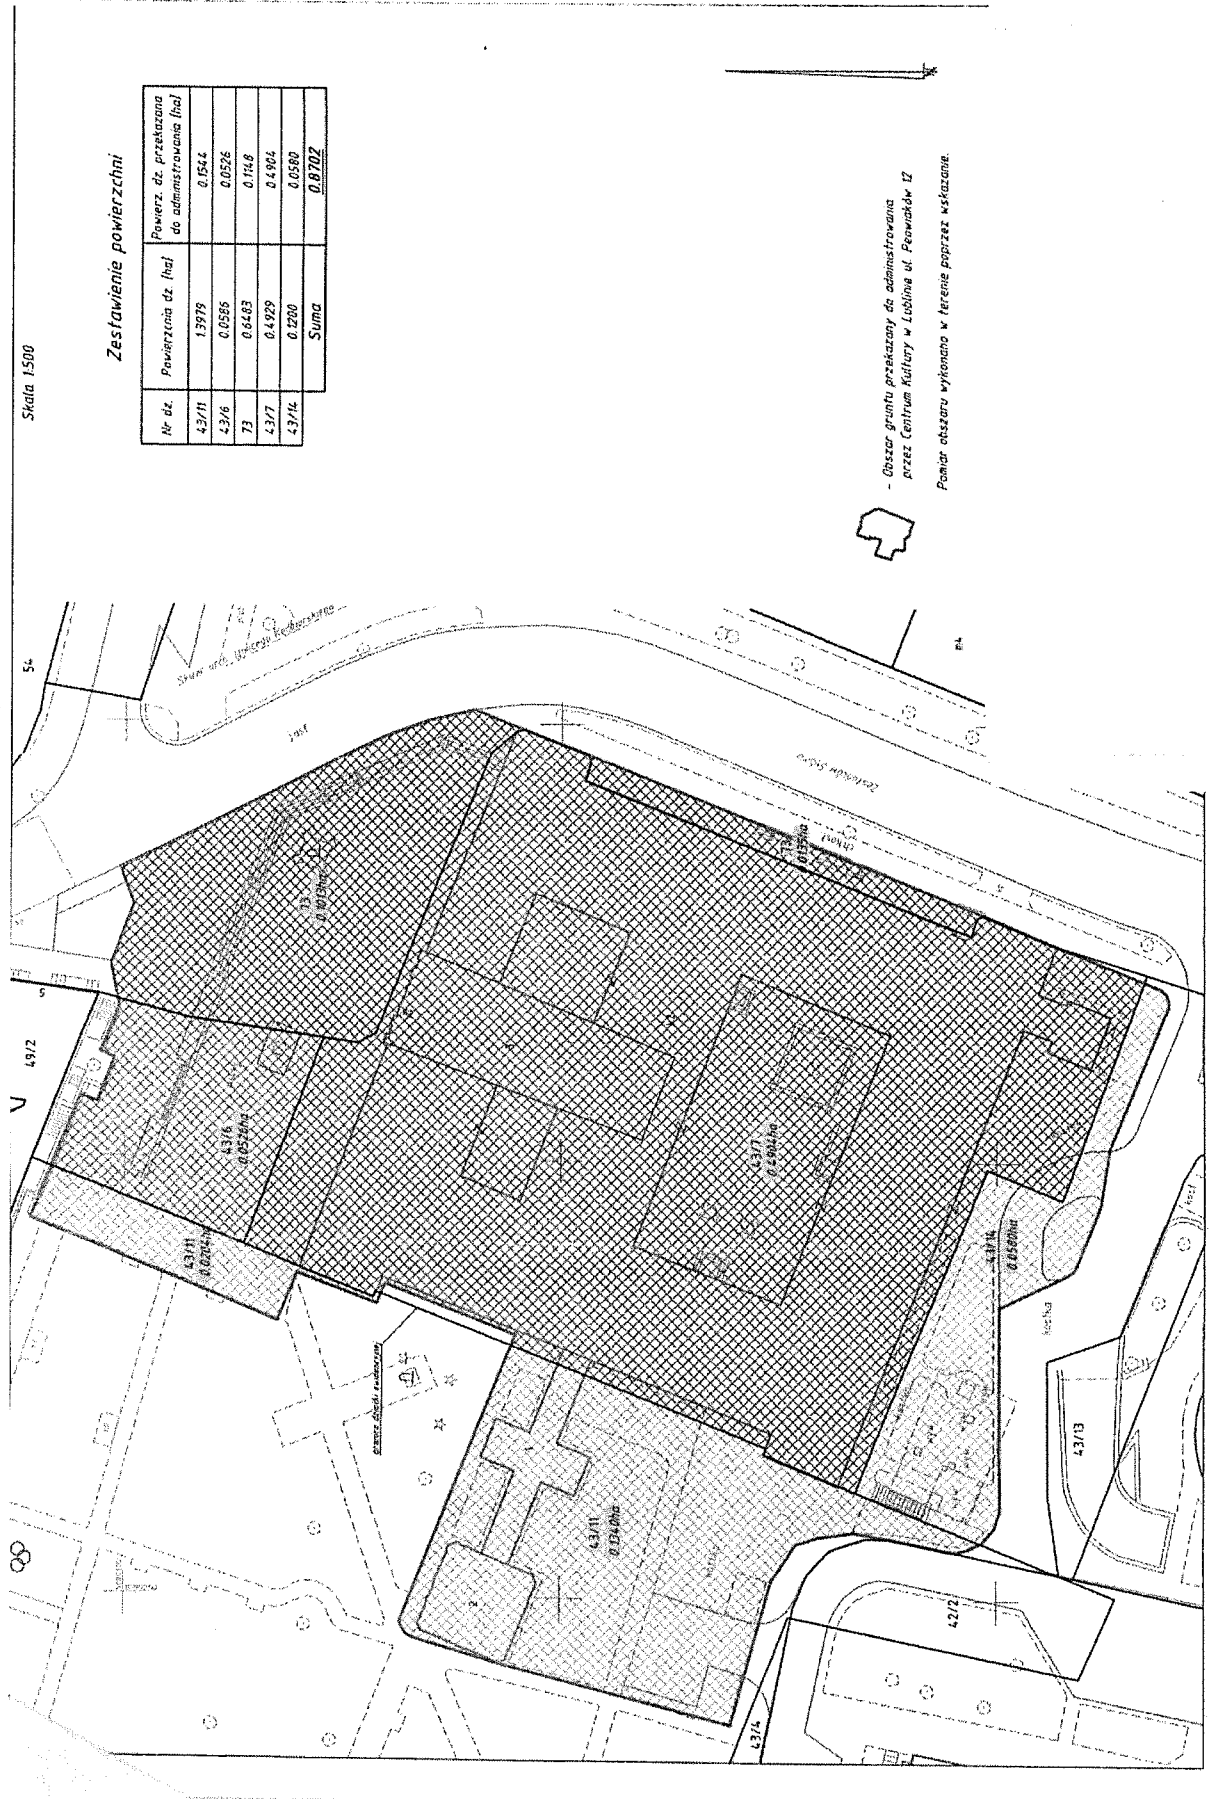 Skala 1:500
Zestawienie powierzchni
Nr dz. Powierzchnia dz. [ha] Powierz. dz. przekazana do administrowania [ha]
43/11 1.3979 0.1544
43/6 0.0586 0.0526
73 0.6483 0.1148
43/7 0.4929 0.4904
43/14 0.1200 0.0580
Suma 0.8702
- Obszar gruntu przekazany do administrowania
przez Centrum Kultury w Lublinie ul. Peowiaków 12
Pomiar obszaru wykonano w terenie poprzez wskazanie.
54
49/2
5
73
0.1013ha
43/6
0.0526ha
43/11
0.0204ha
73
0.0135ha
43/7
0.4904ha
43/14
0.0580ha
43/11
0.1340ha
kostka
43/13
42/2
43/4